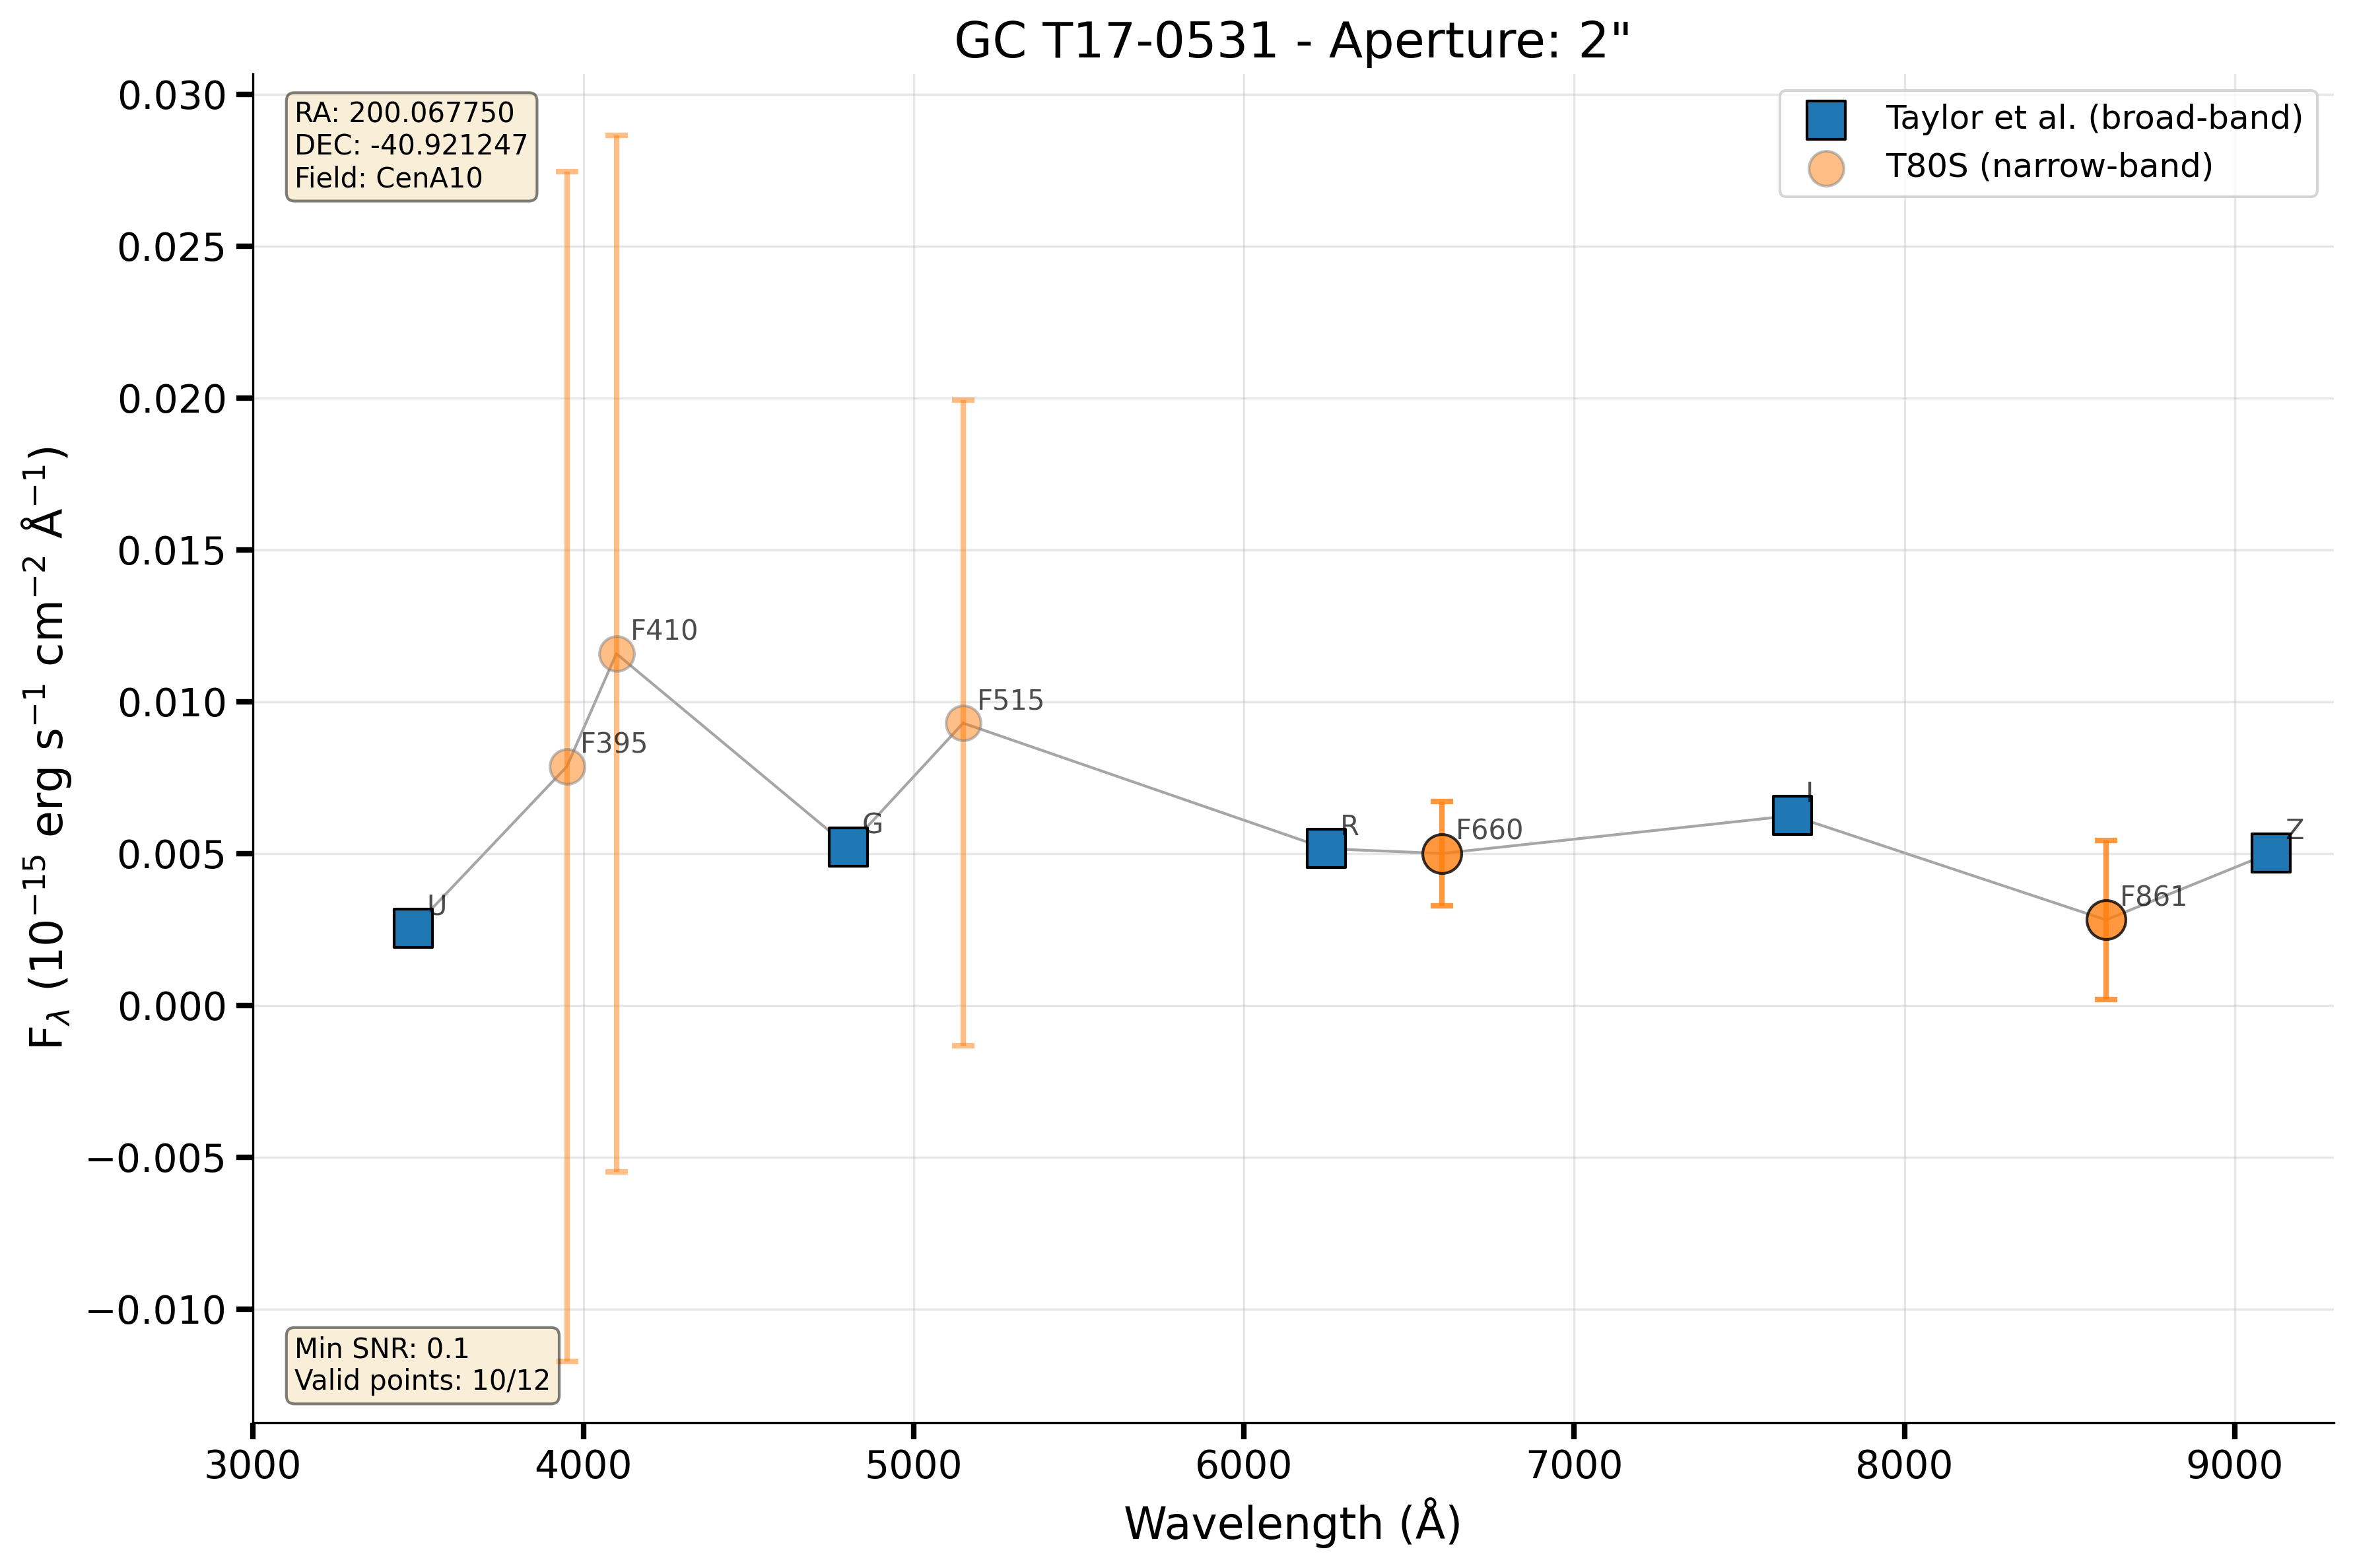 GC T17-0531 - Aperture: 2"
RA: 200.067750
DEC: -40.921247
Field: CenA10
Taylor et al. (broad-band)
T80S (narrow-band)
F_λ (10⁻¹⁵ erg s⁻¹ cm⁻² Å⁻¹)
0.030
0.025
0.020
0.015
0.010
0.005
0.000
−0.005
−0.010
U
F395
F410
G
F515
R
F660
I
F861
Z
Min SNR: 0.1
Valid points: 10/12
3000 4000 5000 6000 7000 8000 9000
Wavelength (Å)